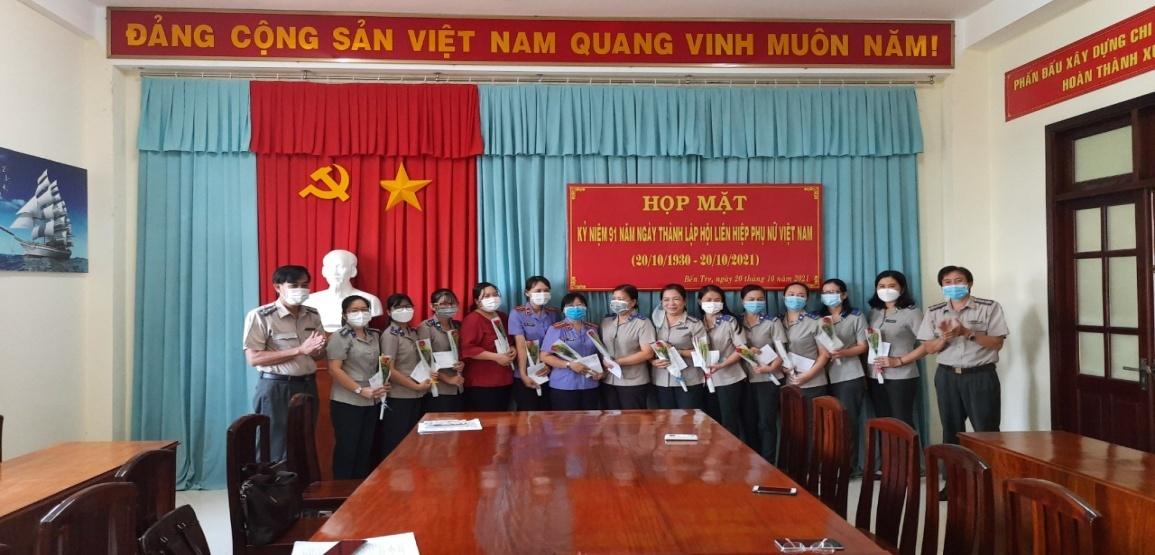 ĐẢNG CỘNG SẢN VIỆT NAM QUANG VINH MUÔN NĂM!
PHẤN ĐẤU XÂY DỰNG CHI
HOÀN THÀNH
HỌP MẶT
KỶ NIỆM 91 NĂM NGÀY THÀNH LẬP HỘI LIÊN HIỆP PHỤ NỮ VIỆT NAM
(20/10/1930 - 20/10/2021)
Bến Tre, ngày 20 tháng 10 năm 2021